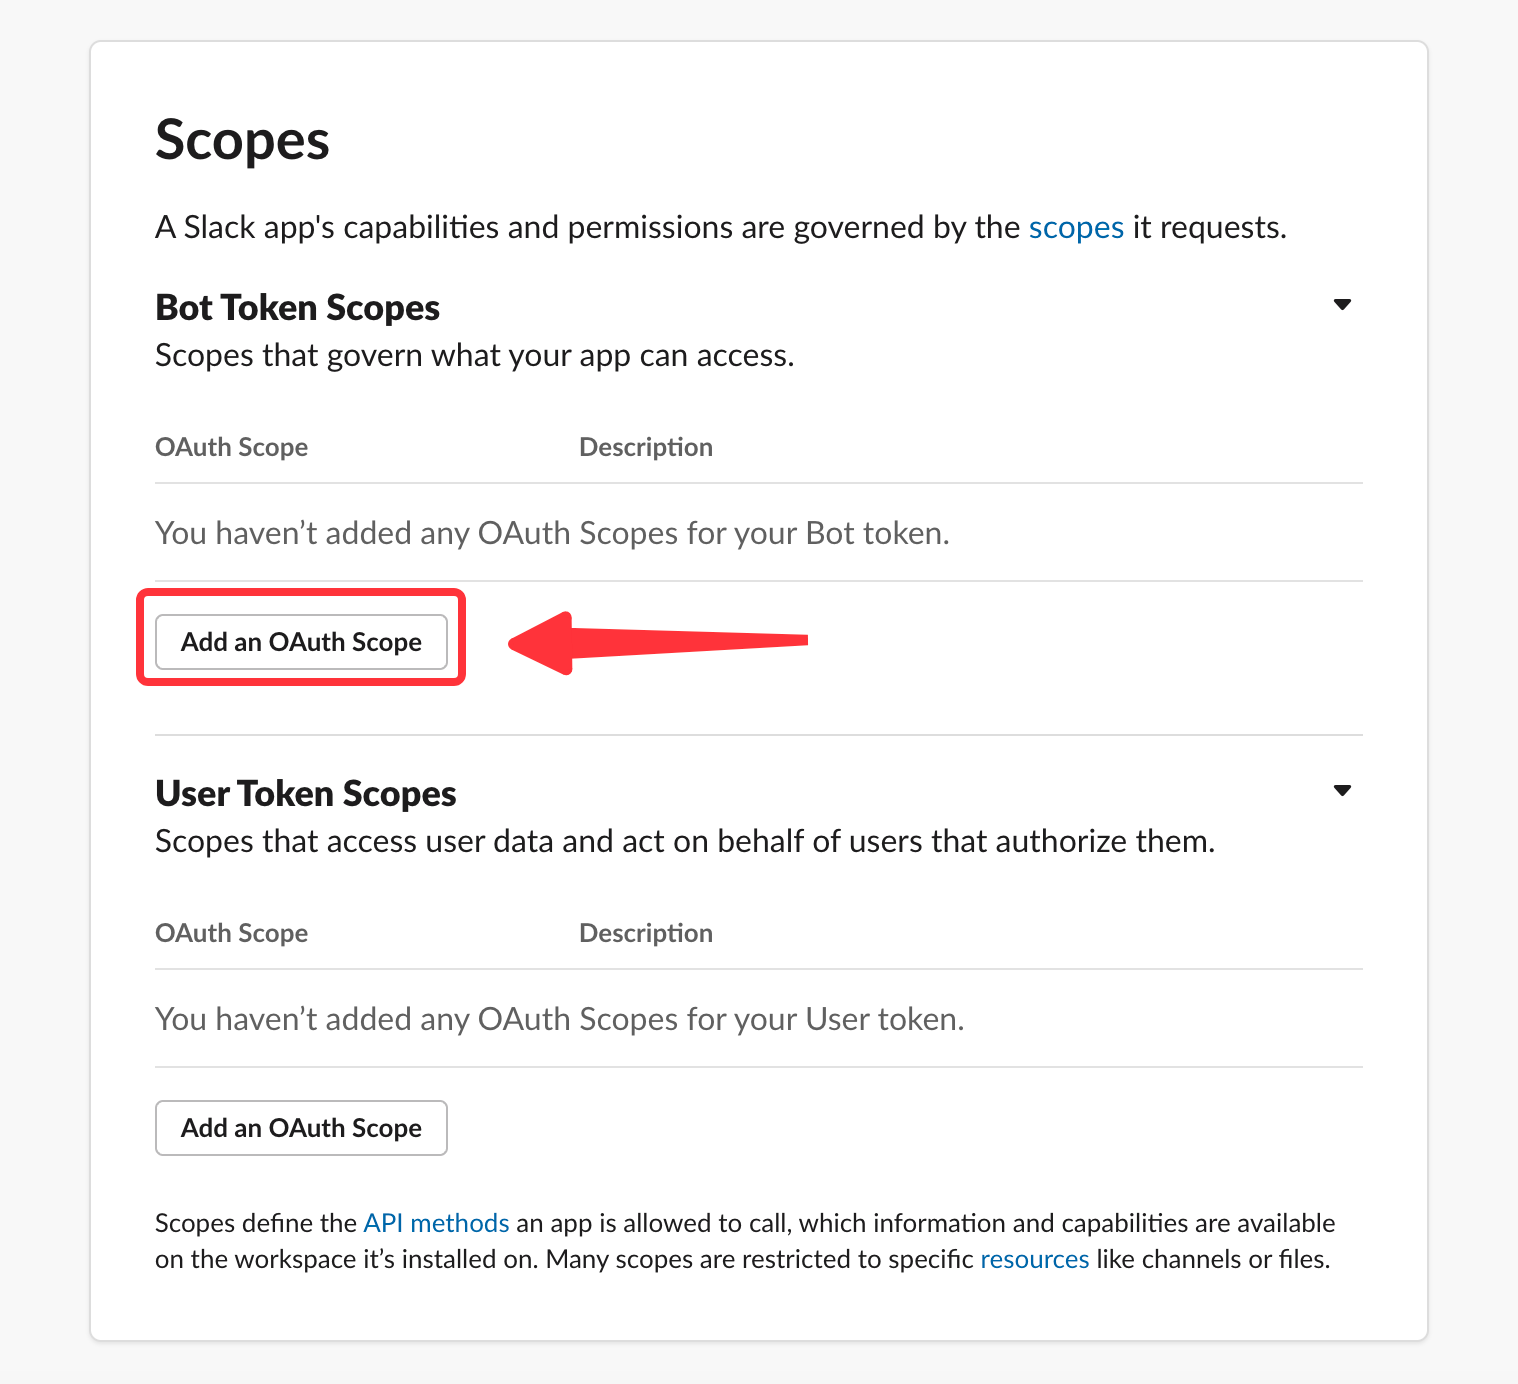 Scopes
A Slack app's capabilities and permissions are governed by the scopes it requests.
Bot Token Scopes
Scopes that govern what your app can access.
OAuth Scope Description
You haven’t added any OAuth Scopes for your Bot token.
Add an OAuth Scope
User Token Scopes
Scopes that access user data and act on behalf of users that authorize them.
OAuth Scope Description
You haven’t added any OAuth Scopes for your User token.
Add an OAuth Scope
Scopes define the API methods an app is allowed to call, which information and capabilities are available
on the workspace it’s installed on. Many scopes are restricted to specific resources like channels or files.